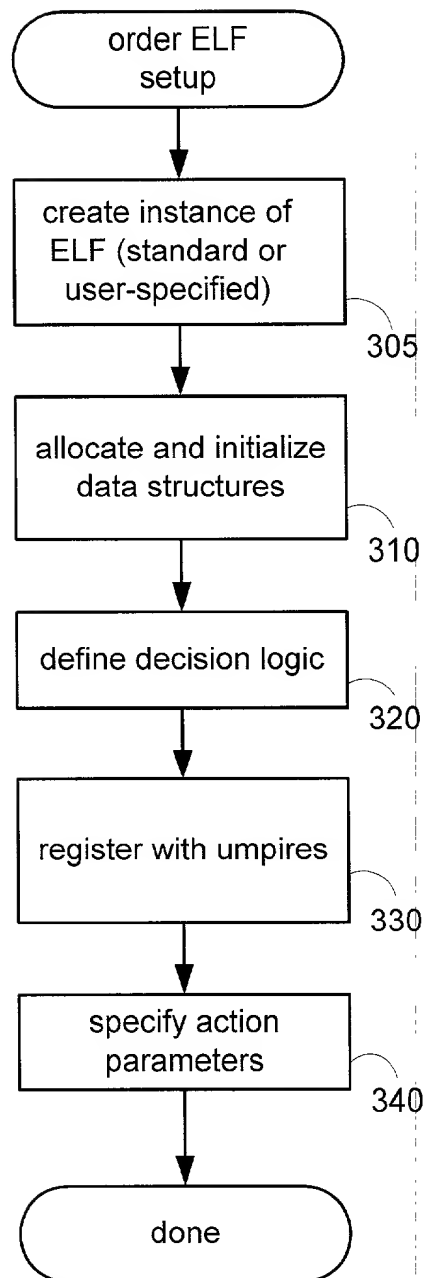 order ELF
setup
create instance of
ELF (standard or
user-specified)
305
allocate and initialize
data structures
310
define decision logic
320
register with umpires
330
specify action
parameters
340
done